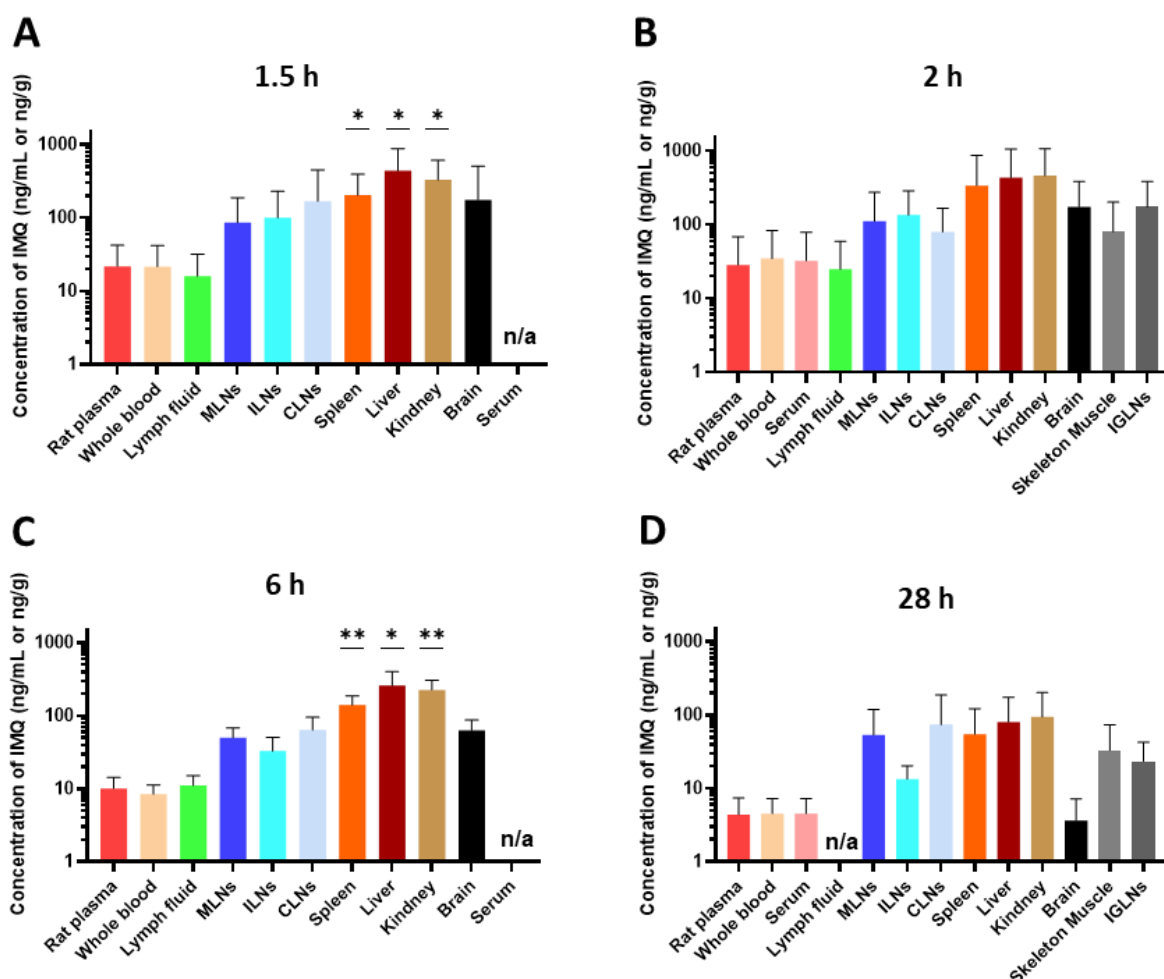 A
1.5 h
Concentration of IMQ (ng/mL or ng/g)
1000
100
10
1
* * *
n/a
Rat plasma
Whole blood
Lymph fluid
MLNs
ILNs
CLNs
Spleen
Liver
Kindney
Brain
Serum
B
2 h
Concentration of IMQ (ng/mL or ng/g)
1000
100
10
1
Rat plasma
Whole blood
Serum
Lymph fluid
MLNs
ILNs
CLNs
Spleen
Liver
Kindney
Brain
Skeleton Muscle
IGLNs
C
6 h
Concentration of IMQ (ng/mL or ng/g)
1000
100
10
1
** * **
n/a
Rat plasma
Whole blood
Lymph fluid
MLNs
ILNs
CLNs
Spleen
Liver
Kindney
Brain
Serum
D
28 h
Concentration of IMQ (ng/mL or ng/g)
1000
100
10
1
n/a
Rat plasma
Whole blood
Serum
Lymph fluid
MLNs
ILNs
CLNs
Spleen
Liver
Kindney
Brain
Skeleton Muscle
IGLNs